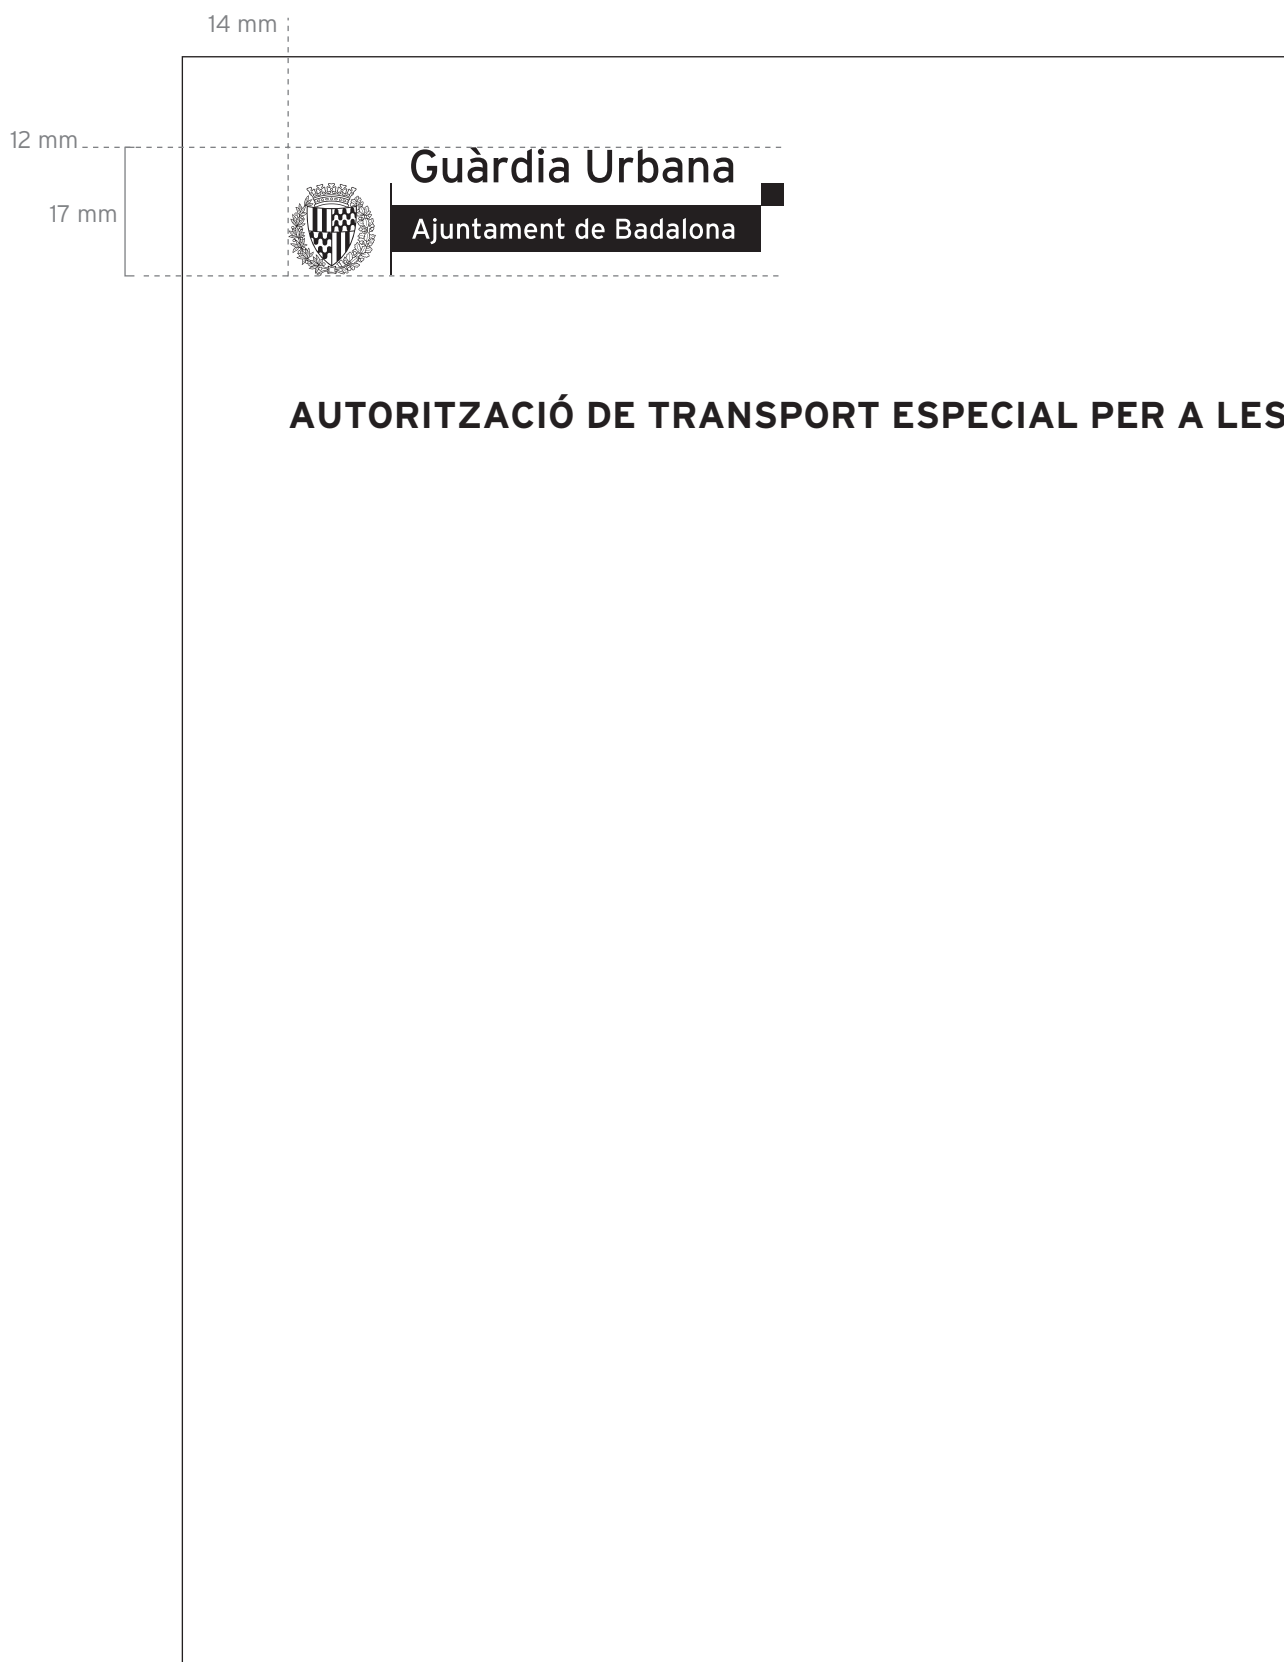 14 mm
12 mm
Guàrdia Urbana
17 mm
Ajuntament de Badalona
AUTORITZACIÓ DE TRANSPORT ESPECIAL PER A LES